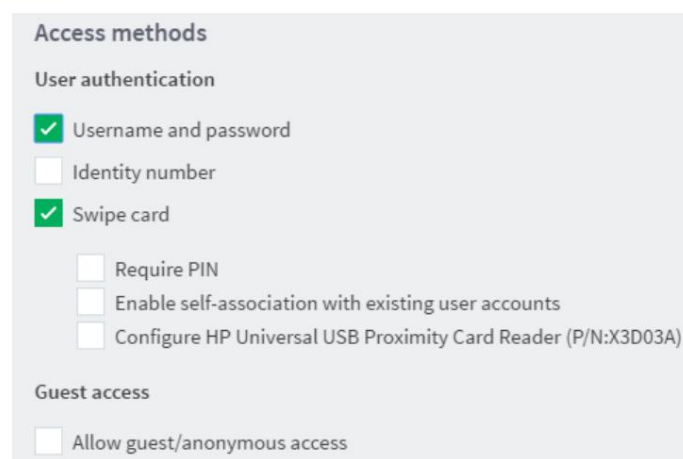 Access methods
User authentication
Username and password
Identity number
Swipe card
Require PIN
Enable self-association with existing user accounts
Configure HP Universal USB Proximity Card Reader (P/N:X3D03A)
Guest access
Allow guest/anonymous access